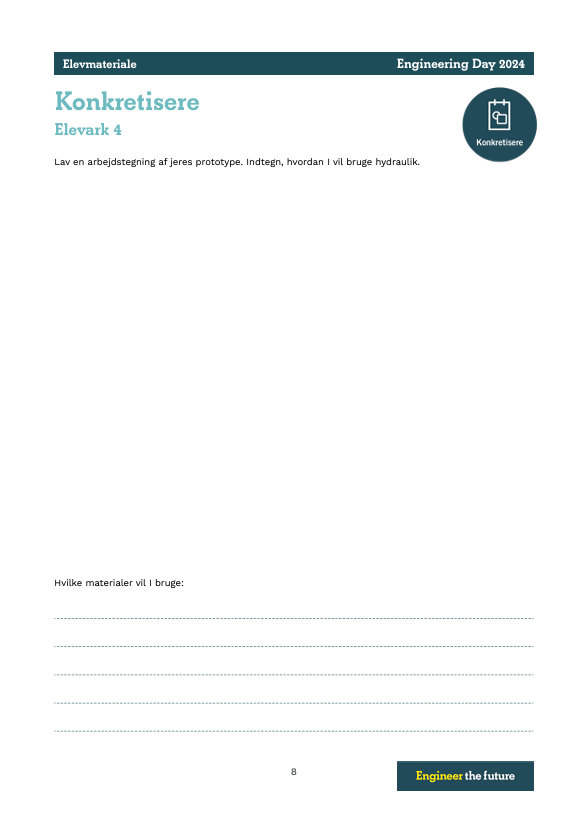 Elevmateriale
Engineering Day 2024
Konkretisere
Elevark 4
Konkretisere
Lav en arbejdstegning af jeres prototype. Indtegn, hvordan I vil bruge hydraulik.
Hvilke materialer vil I bruge:
8
Engineer the future